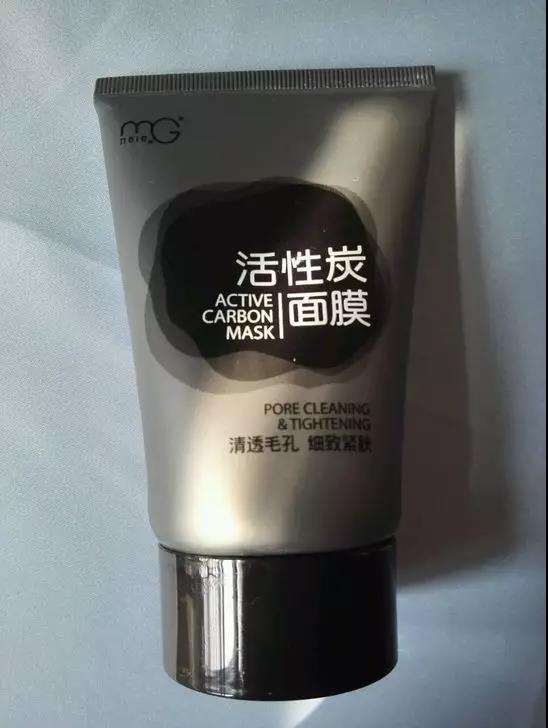 mG
活性炭
ACTIVE
CARBON
MASK
面膜
PORE CLEANING
& TIGHTENING
清透毛孔 细致紧肤